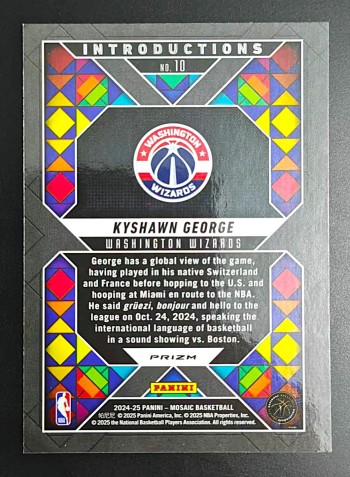 INTRODUCTIONS
NO. 10
WASHINGTON
WIZARDS
KYSHAWN GEORGE
WASHINGTON WIZARDS
George has a global view of the game,
having played in his native Switzerland
and France before hopping to the U.S. and
hooping at Miami en route to the NBA.
He said grüezi, bonjour and hello to the
league on Oct. 24, 2024, speaking the
international language of basketball
in a sound showing vs. Boston.
PRIZM
PANINI
NBA
2024-25 PANINI – MOSAIC BASKETBALL
帕尼尼 © 2025 Panini America, Inc. © 2025 NBA Properties, Inc.
© 2025 the National Basketball Players Association. All rights reserved.